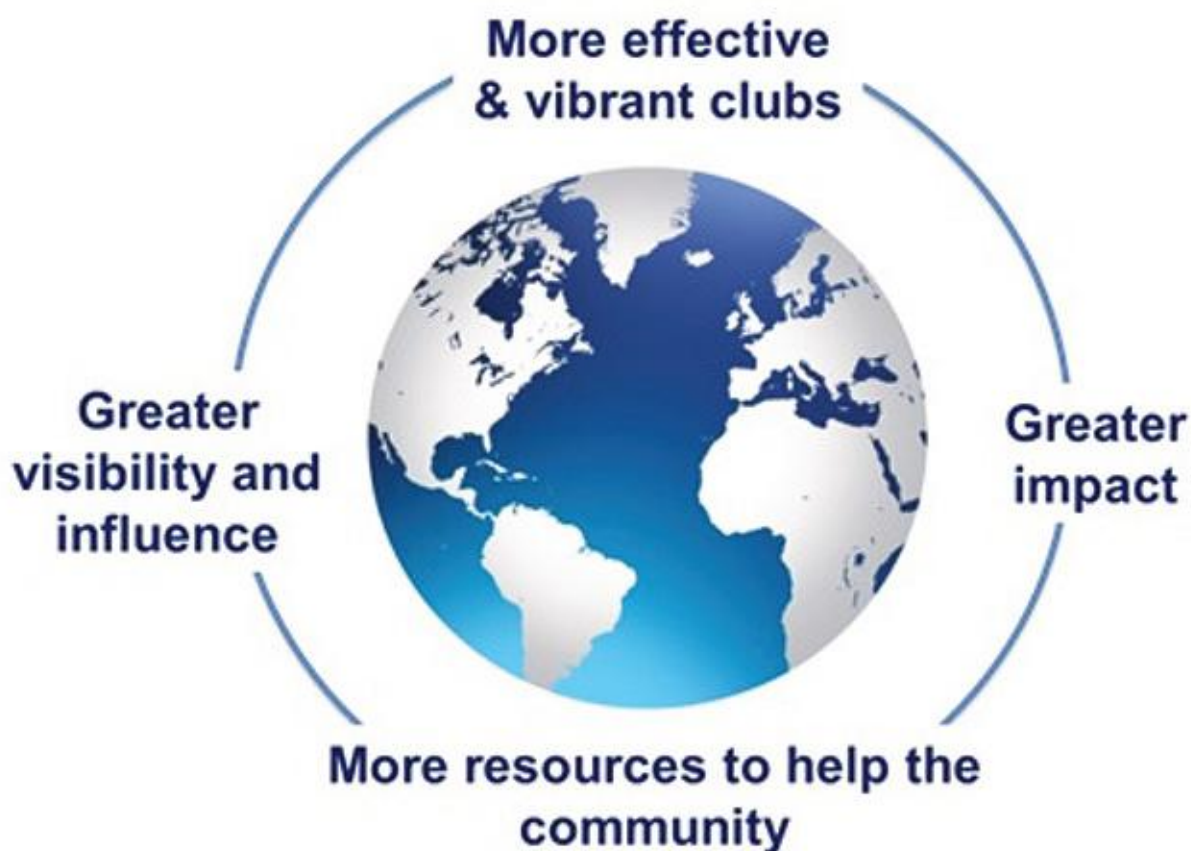 More effective
& vibrant clubs
Greater
visibility and
influence
Greater
impact
More resources to help the
community